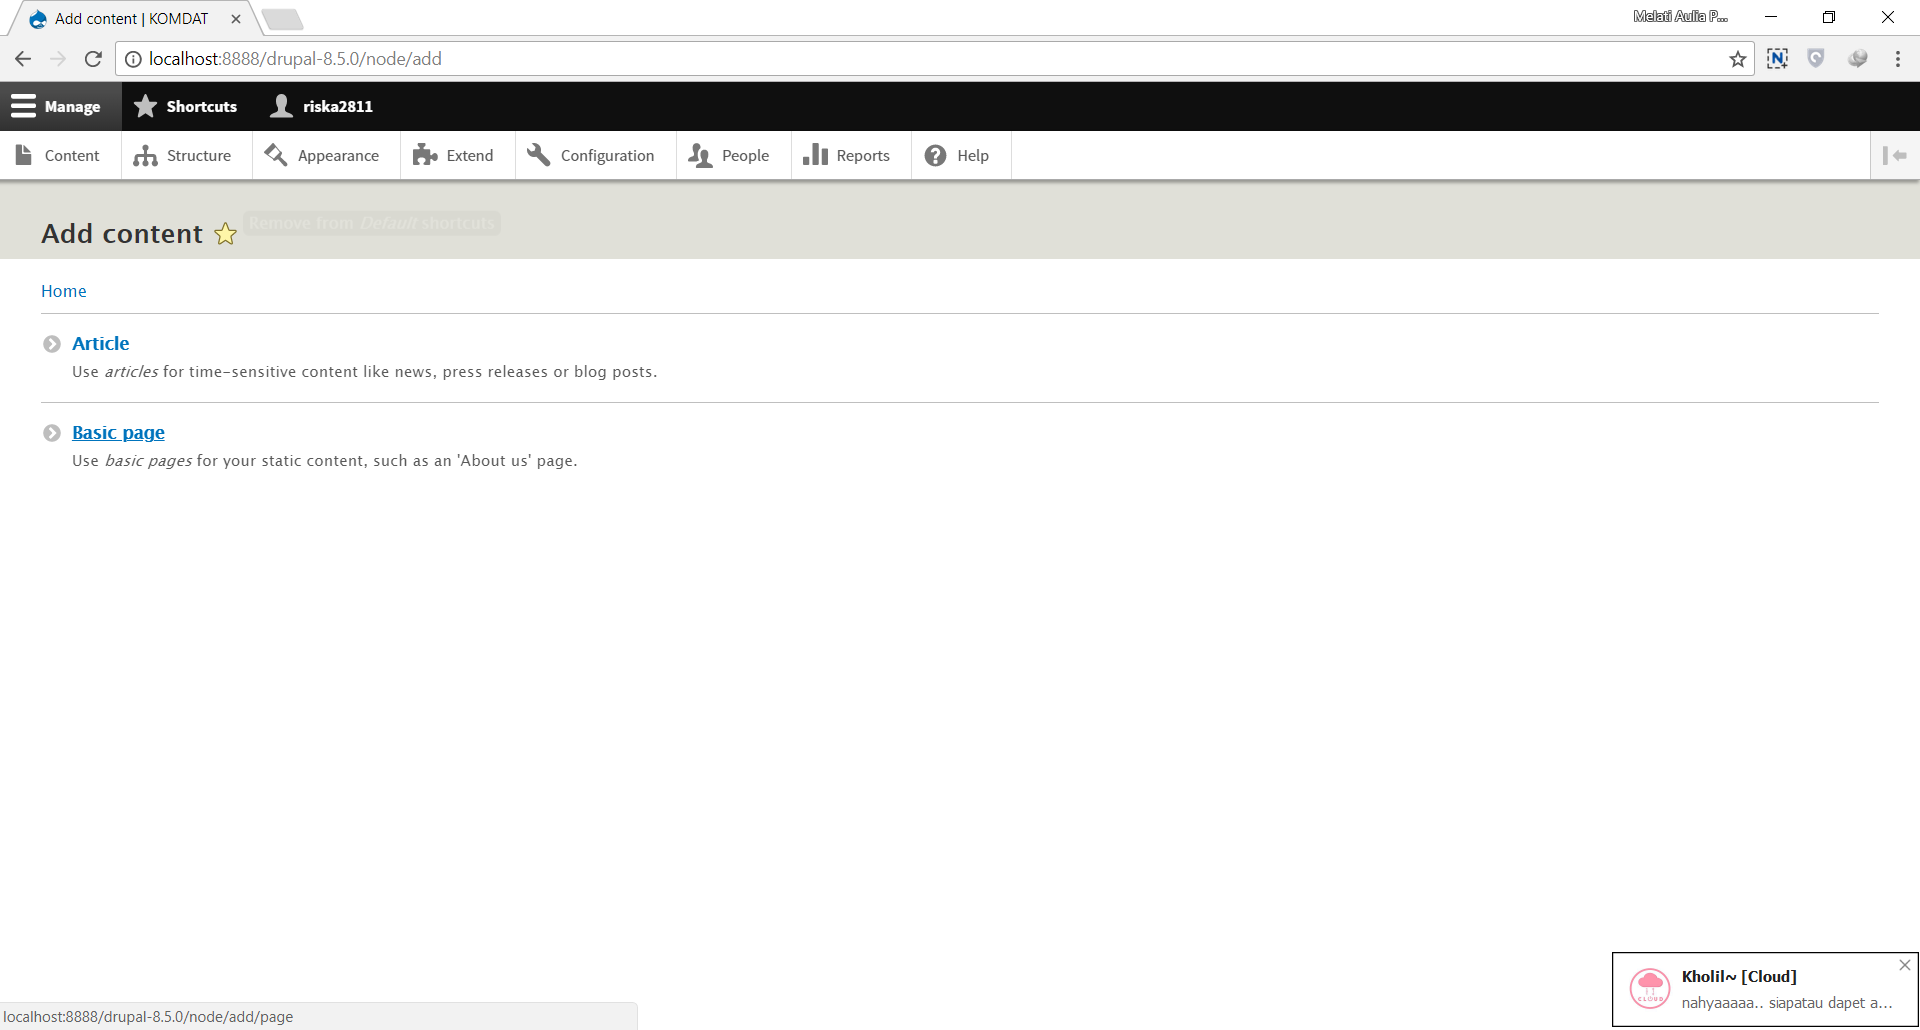 Add content | KOMDAT
Melati Aulia P...
localhost:8888/drupal-8.5.0/node/add
Manage Shortcuts riska2811
Content Structure Appearance Extend Configuration People Reports Help
Add content Remove from Default shortcuts
Home
Article
Use articles for time-sensitive content like news, press releases or blog posts.
Basic page
Use basic pages for your static content, such as an 'About us' page.
Kholil~ [Cloud]
CLOUD
nahyaaaaa.. siapatau dapet a...
localhost:8888/drupal-8.5.0/node/add/page